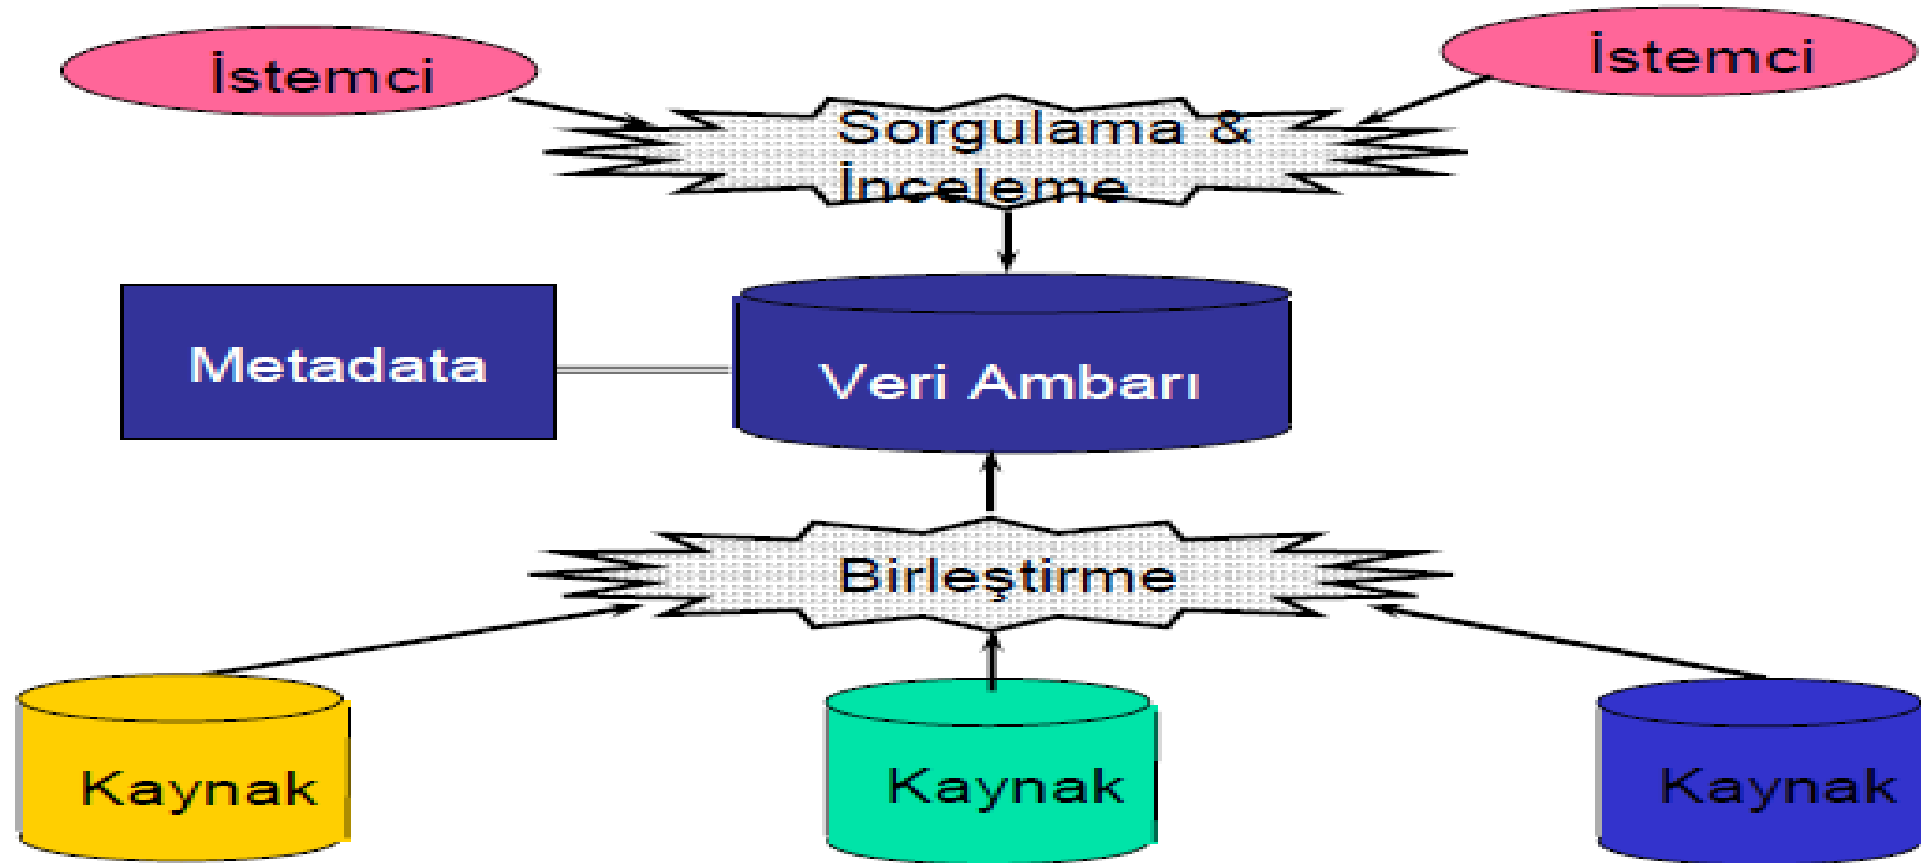 İstemci
İstemci
Sorgulama &
İnceleme
Metadata
Veri Ambarı
Birleştirme
Kaynak
Kaynak
Kaynak